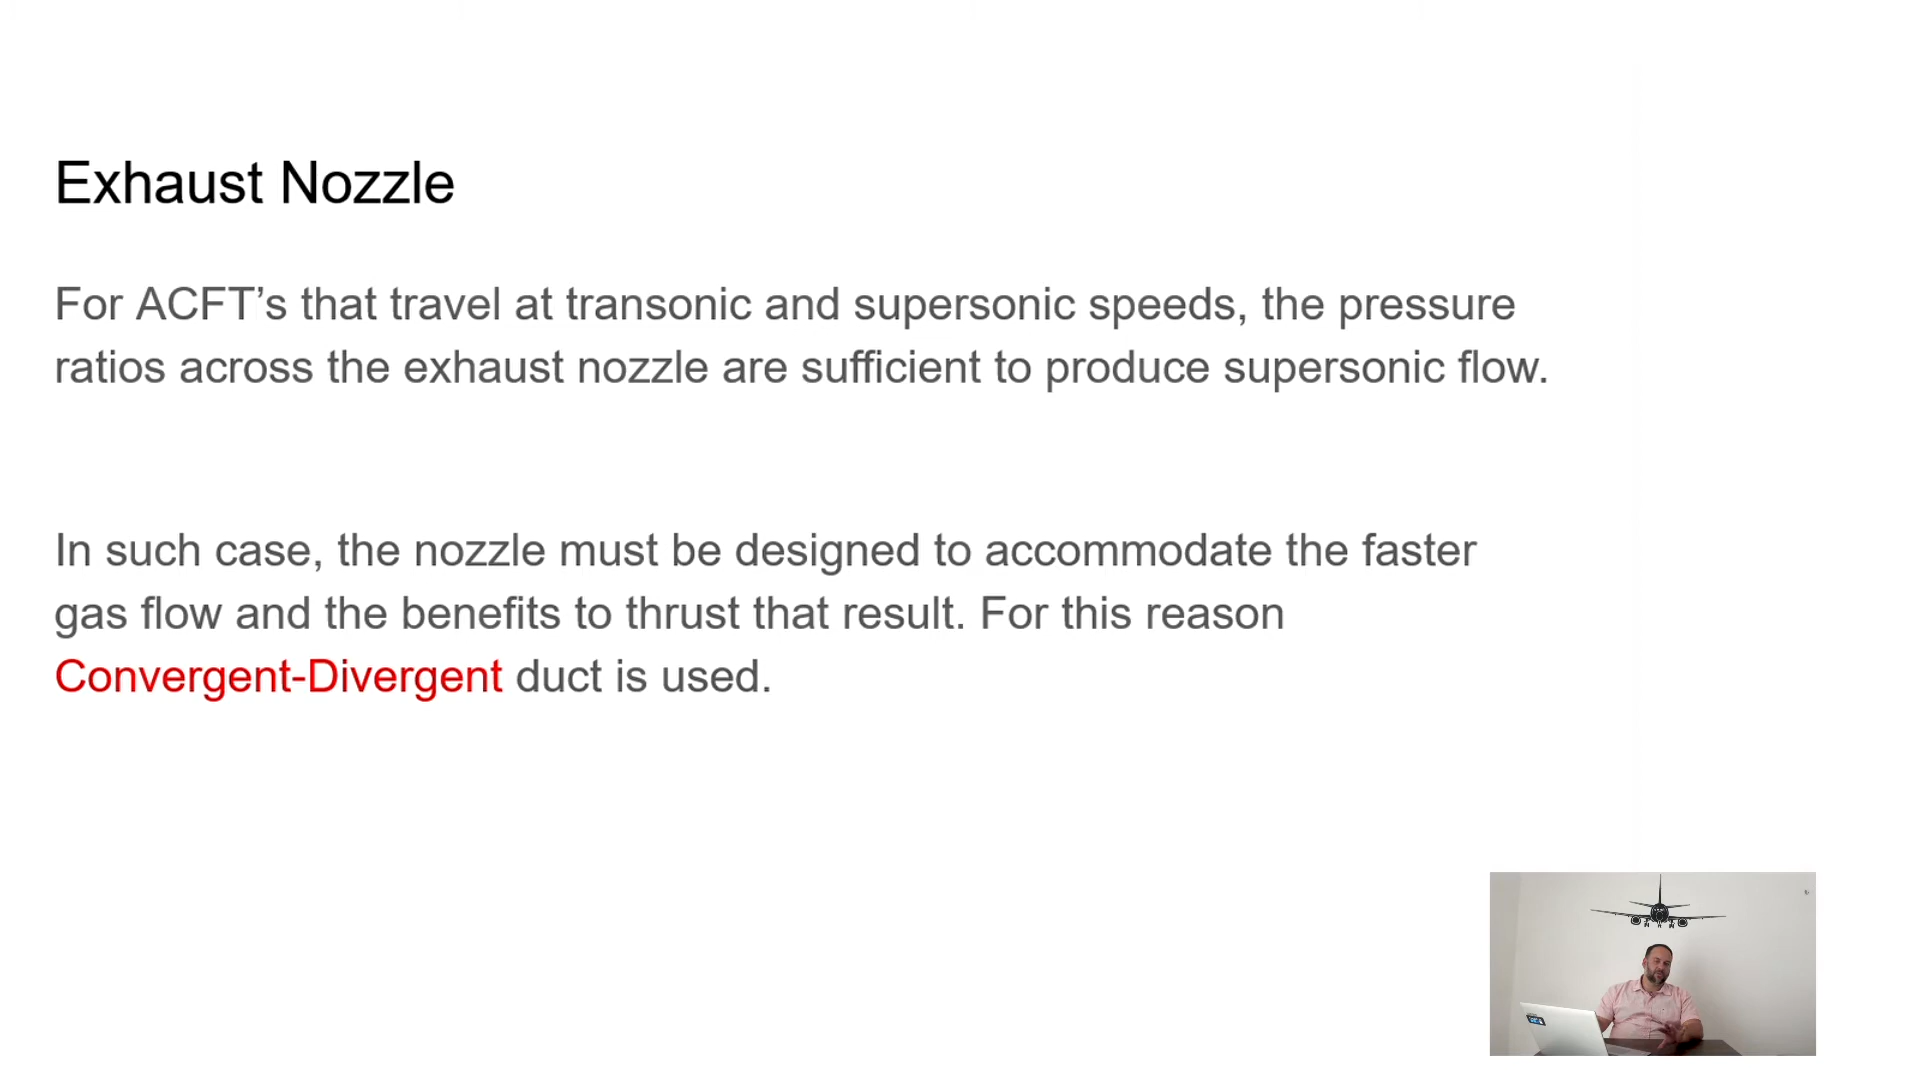 Exhaust Nozzle
For ACFT’s that travel at transonic and supersonic speeds, the pressure
ratios across the exhaust nozzle are sufficient to produce supersonic flow.
In such case, the nozzle must be designed to accommodate the faster
gas flow and the benefits to thrust that result. For this reason
Convergent-Divergent duct is used.